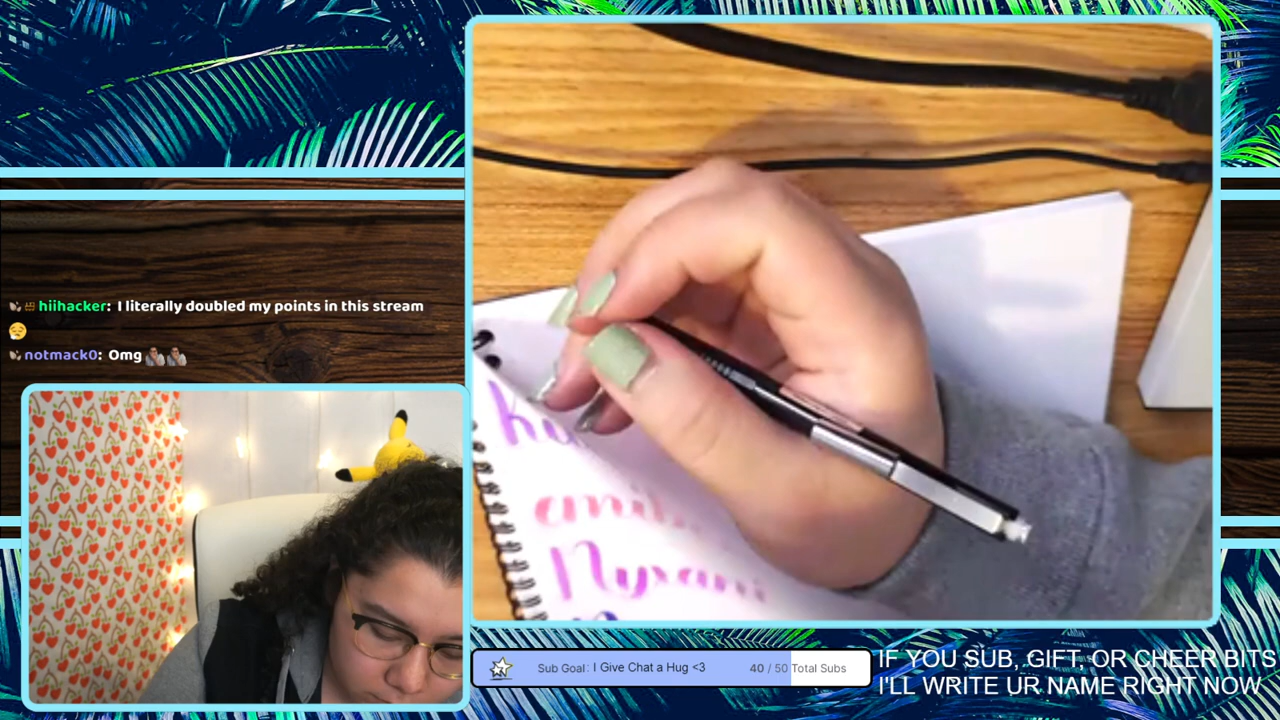 hiihacker: I literally doubled my points in this stream
notmack0: Omg
Nyrani
Sub Goal: I Give Chat a Hug <3 40 / 50 Total Subs
IF YOU SUB, GIFT, OR CHEER BITS
I'LL WRITE UR NAME RIGHT NOW